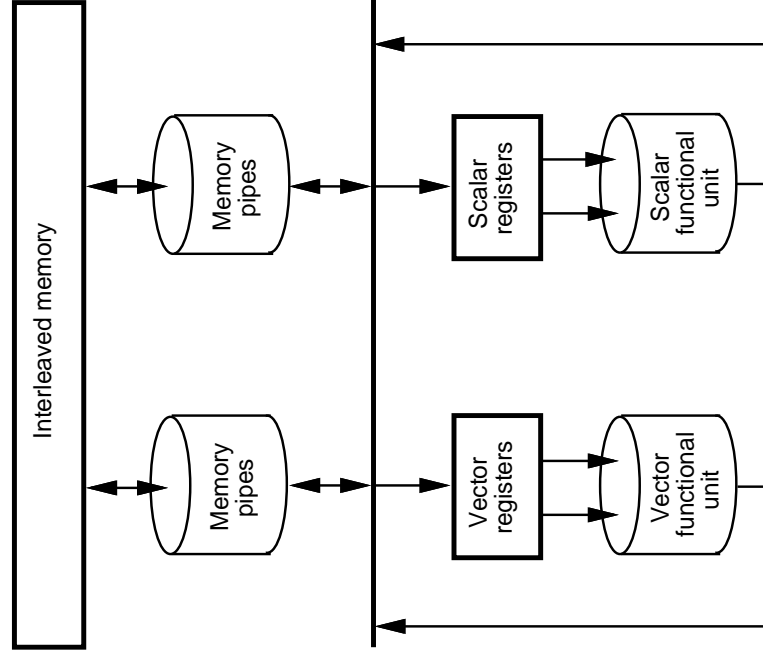 Interleaved memory
Memory
pipes
Memory
pipes
Scalar
registers
Scalar
functional
unit
Vector
registers
Vector
functional
unit